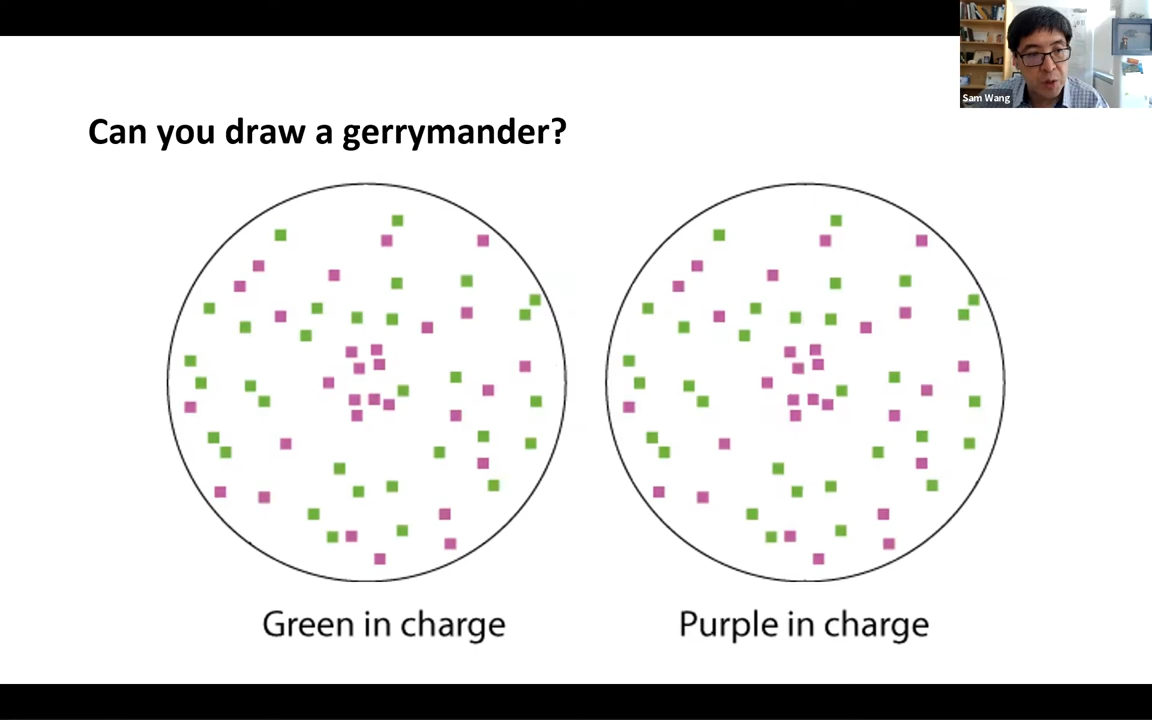 Sam Wang
Can you draw a gerrymander?
Green in charge
Purple in charge